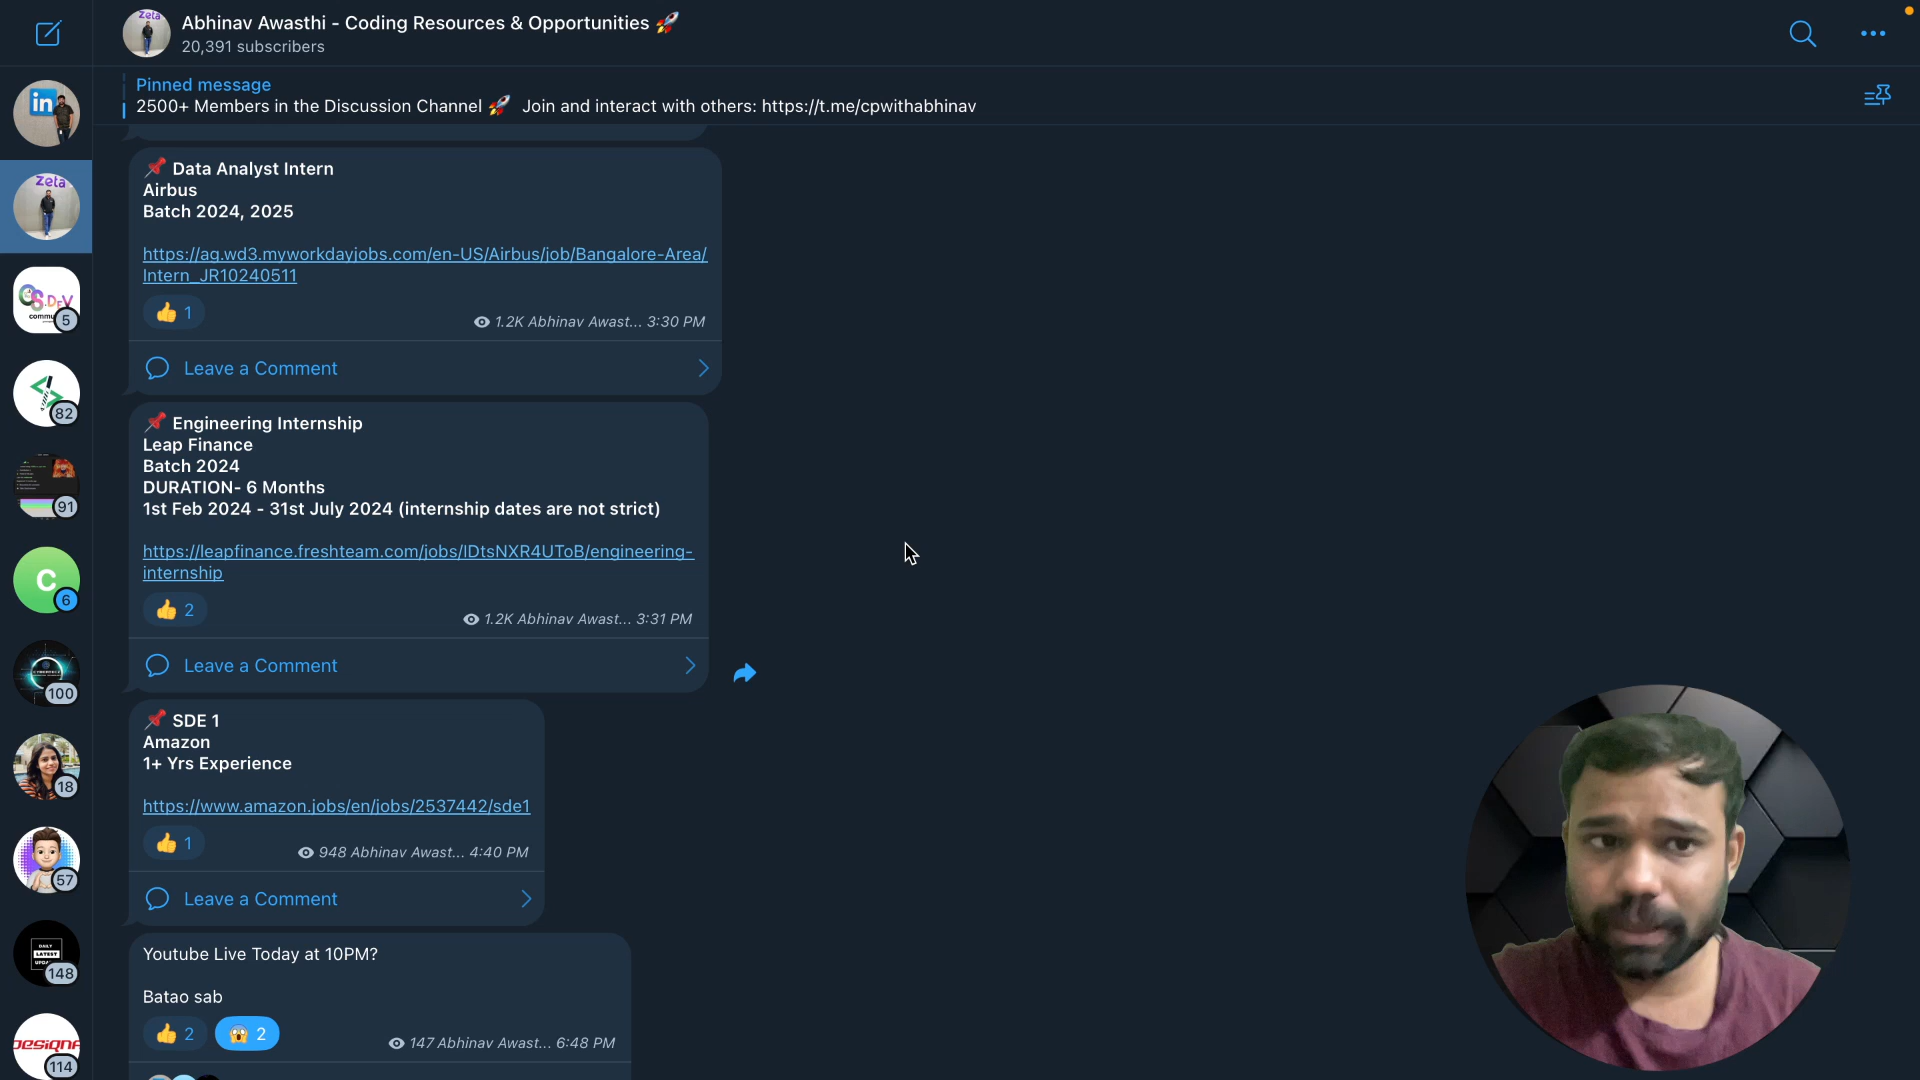 Abhinav Awasthi - Coding Resources & Opportunities 🚀
20,391 subscribers
Pinned message
2500+ Members in the Discussion Channel 🚀 Join and interact with others: https://t.me/cpwithabhinav
📌 Data Analyst Intern
Airbus
Batch 2024, 2025
https://ag.wd3.myworkdayjobs.com/en-US/Airbus/job/Bangalore-Area/
Intern_JR10240511
👍 1
1.2K Abhinav Awast... 3:30 PM
Leave a Comment
📌 Engineering Internship
Leap Finance
Batch 2024
DURATION- 6 Months
1st Feb 2024 - 31st July 2024 (internship dates are not strict)
https://leapfinance.freshteam.com/jobs/IDtsNXR4UToB/engineering-
internship
👍 2
1.2K Abhinav Awast... 3:31 PM
Leave a Comment
📌 SDE 1
Amazon
1+ Yrs Experience
https://www.amazon.jobs/en/jobs/2537442/sde1
👍 1
948 Abhinav Awast... 4:40 PM
Leave a Comment
Youtube Live Today at 10PM?
Batao sab
👍 2 😱 2
147 Abhinav Awast... 6:48 PM
in
Zeta
Zeta
CS.DEV
5
82
91
C
6
100
18
57
DAILY
LATEST
148
114